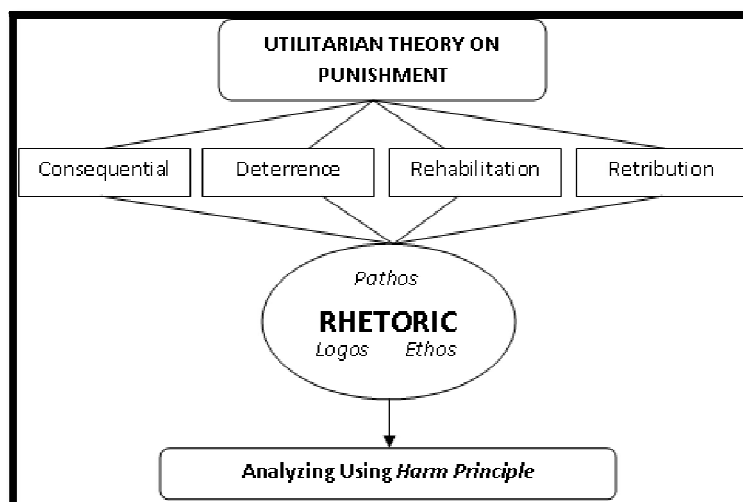 UTILITARIAN THEORY ON
PUNISHMENT
Consequential
Deterrence
Rehabilitation
Retribution
Pathos
RHETORIC
Logos Ethos
Analyzing Using Harm Principle